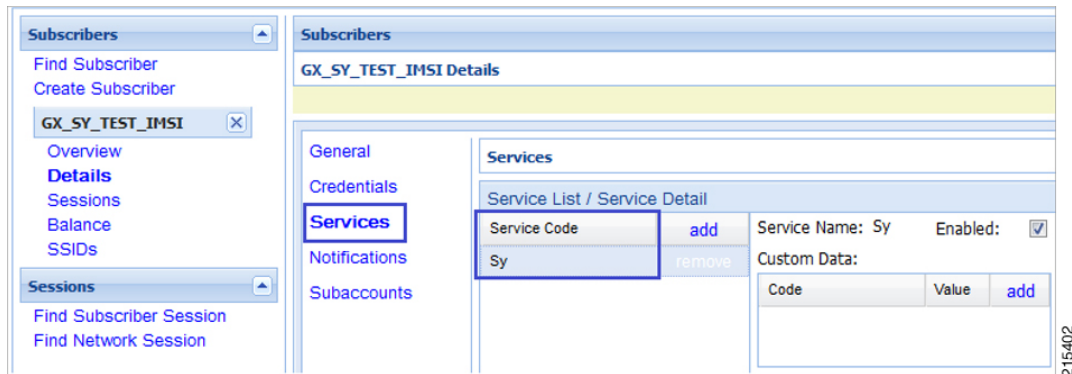 Subscribers
Find Subscriber
Create Subscriber
GX_SY_TEST_IMSI
Overview
Details
Sessions
Balance
SSIDs
Sessions
Find Subscriber Session
Find Network Session
Subscribers
GX_SY_TEST_IMSI Details
General
Credentials
Services
Notifications
Subaccounts
Services
Service List / Service Detail
Service Code add
Sy remove
Service Name: Sy Enabled:
Custom Data:
Code Value add
215402